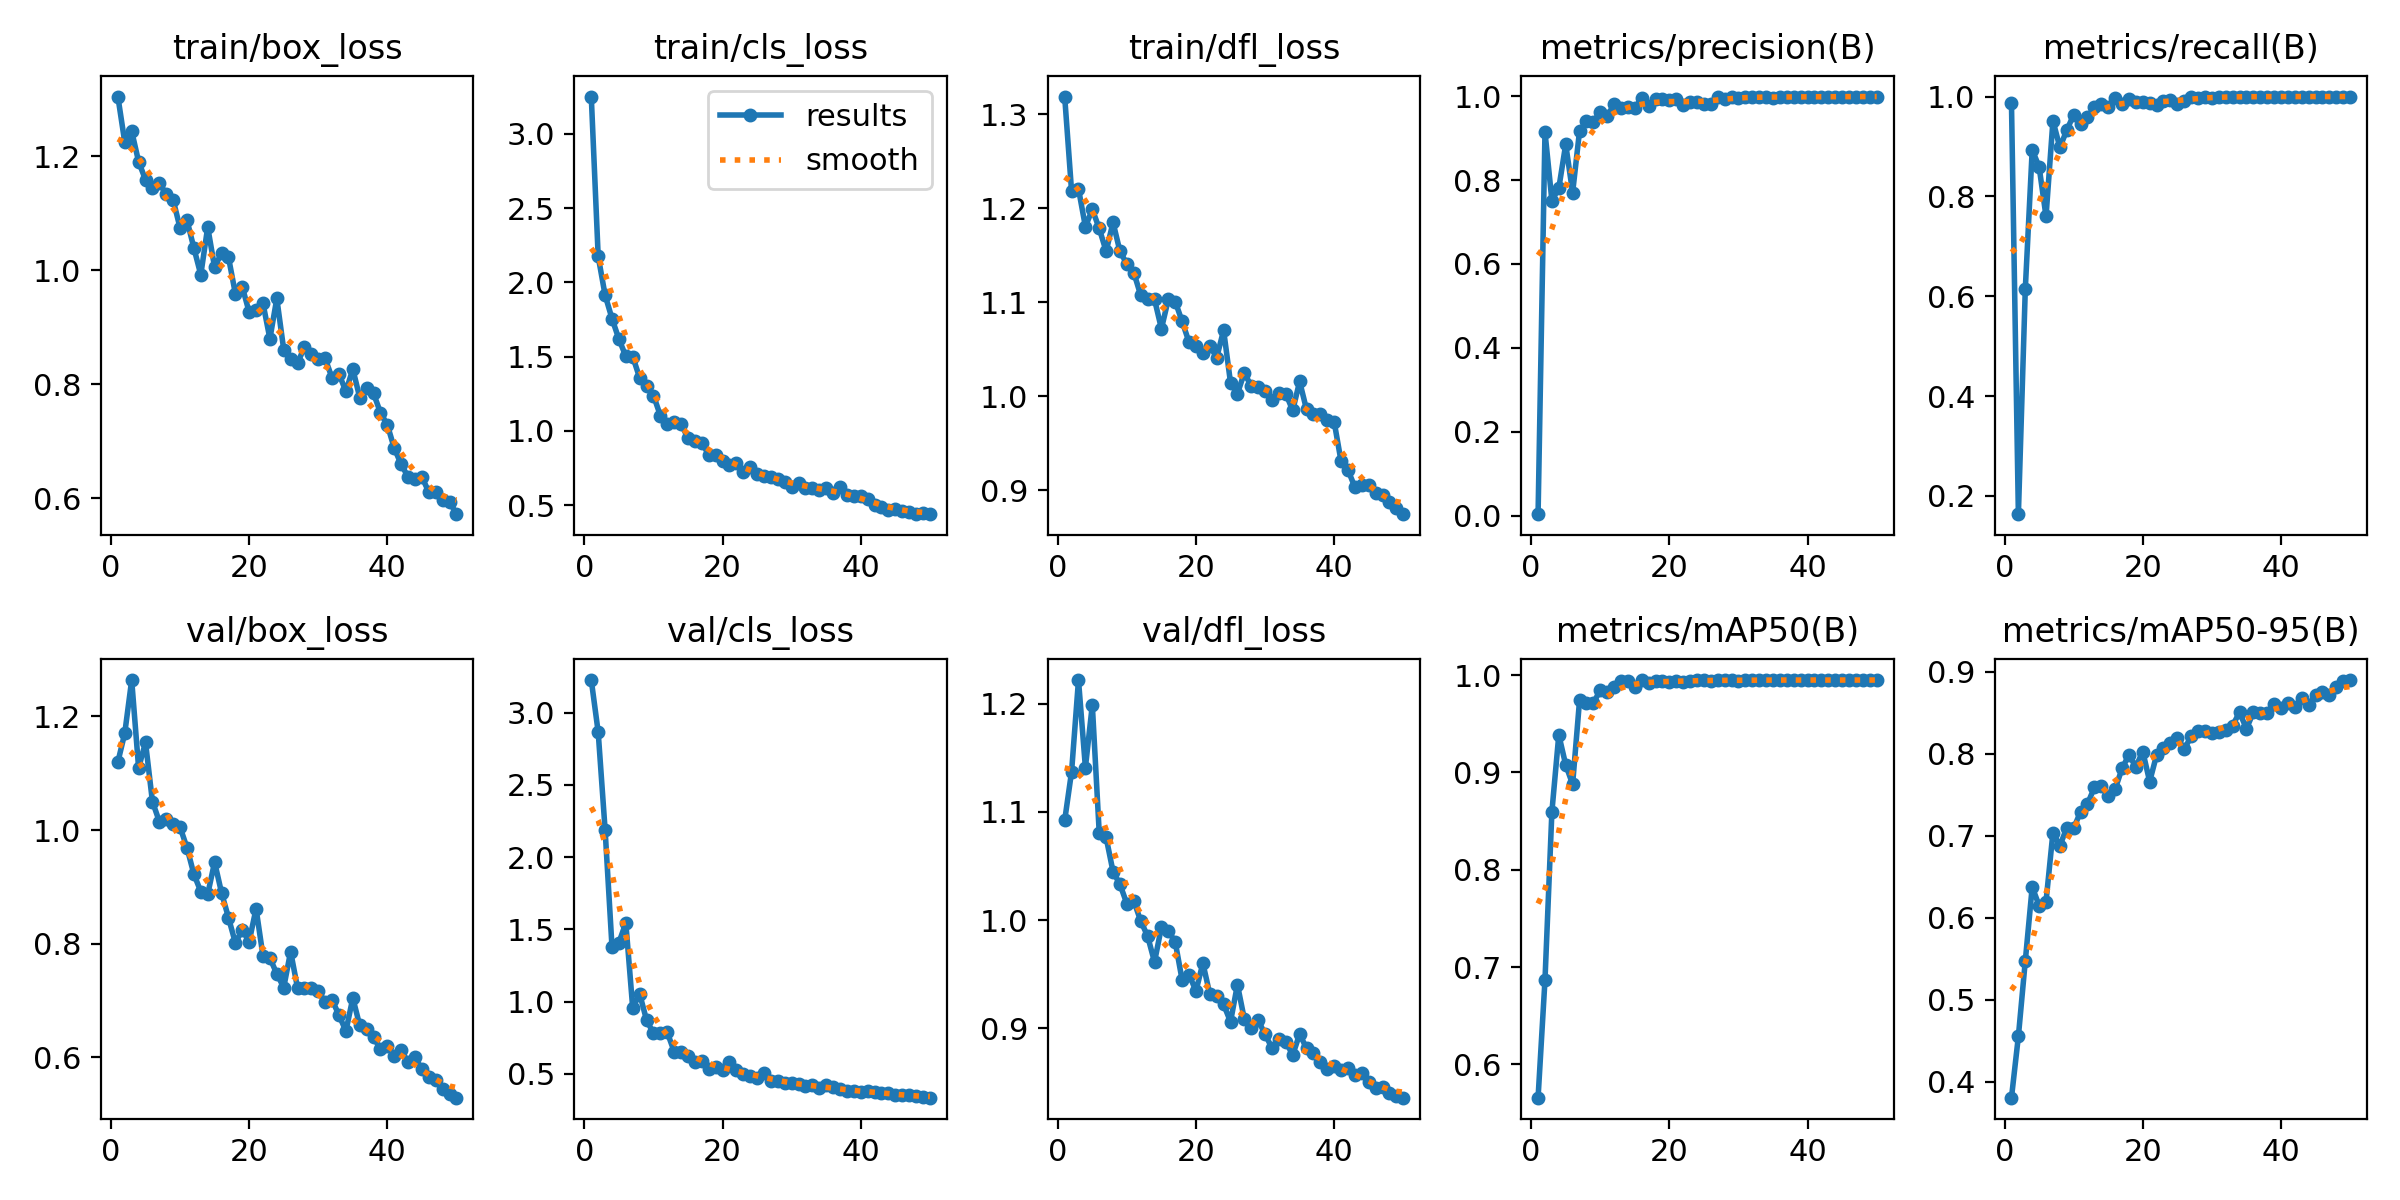 train/box_loss
1.2
1.0
0.8
0.6
0 20 40
train/cls_loss
results
smooth
3.0
2.5
2.0
1.5
1.0
0.5
0 20 40
train/dfl_loss
1.3
1.2
1.1
1.0
0.9
0 20 40
metrics/precision(B)
1.0
0.8
0.6
0.4
0.2
0.0
0 20 40
metrics/recall(B)
1.0
0.8
0.6
0.4
0.2
0 20 40
val/box_loss
1.2
1.0
0.8
0.6
0 20 40
val/cls_loss
3.0
2.5
2.0
1.5
1.0
0.5
0 20 40
val/dfl_loss
1.2
1.1
1.0
0.9
0 20 40
metrics/mAP50(B)
1.0
0.9
0.8
0.7
0.6
0 20 40
metrics/mAP50-95(B)
0.9
0.8
0.7
0.6
0.5
0.4
0 20 40